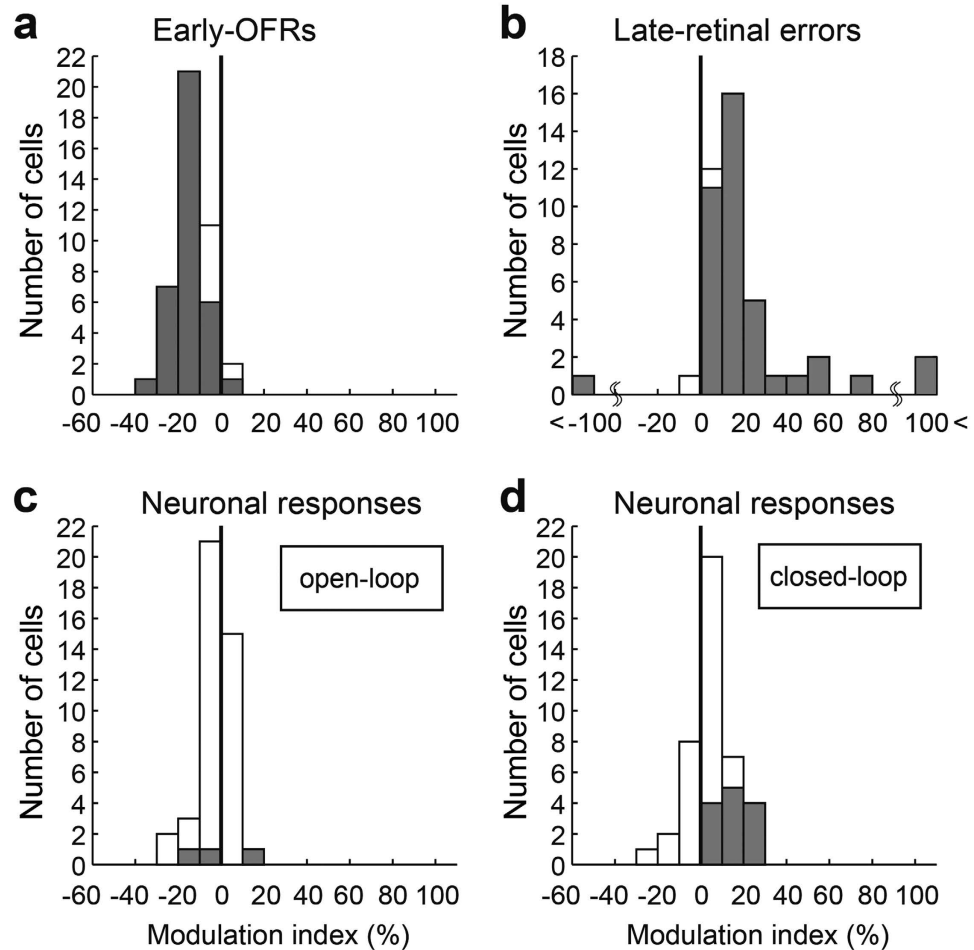 a Early-OFRs
b Late-retinal errors
Number of cells
22
20
18
16
14
12
10
8
6
4
2
0
-60 -40 -20 0 20 40 60 80 100
Number of cells
18
16
14
12
10
8
6
4
2
0
< -100 -20 0 20 40 60 80 100 <
c Neuronal responses
d Neuronal responses
Number of cells
22
20
18
16
14
12
10
8
6
4
2
0
open-loop
-60 -40 -20 0 20 40 60 80 100
Modulation index (%)
Number of cells
22
20
18
16
14
12
10
8
6
4
2
0
closed-loop
-60 -40 -20 0 20 40 60 80 100
Modulation index (%)